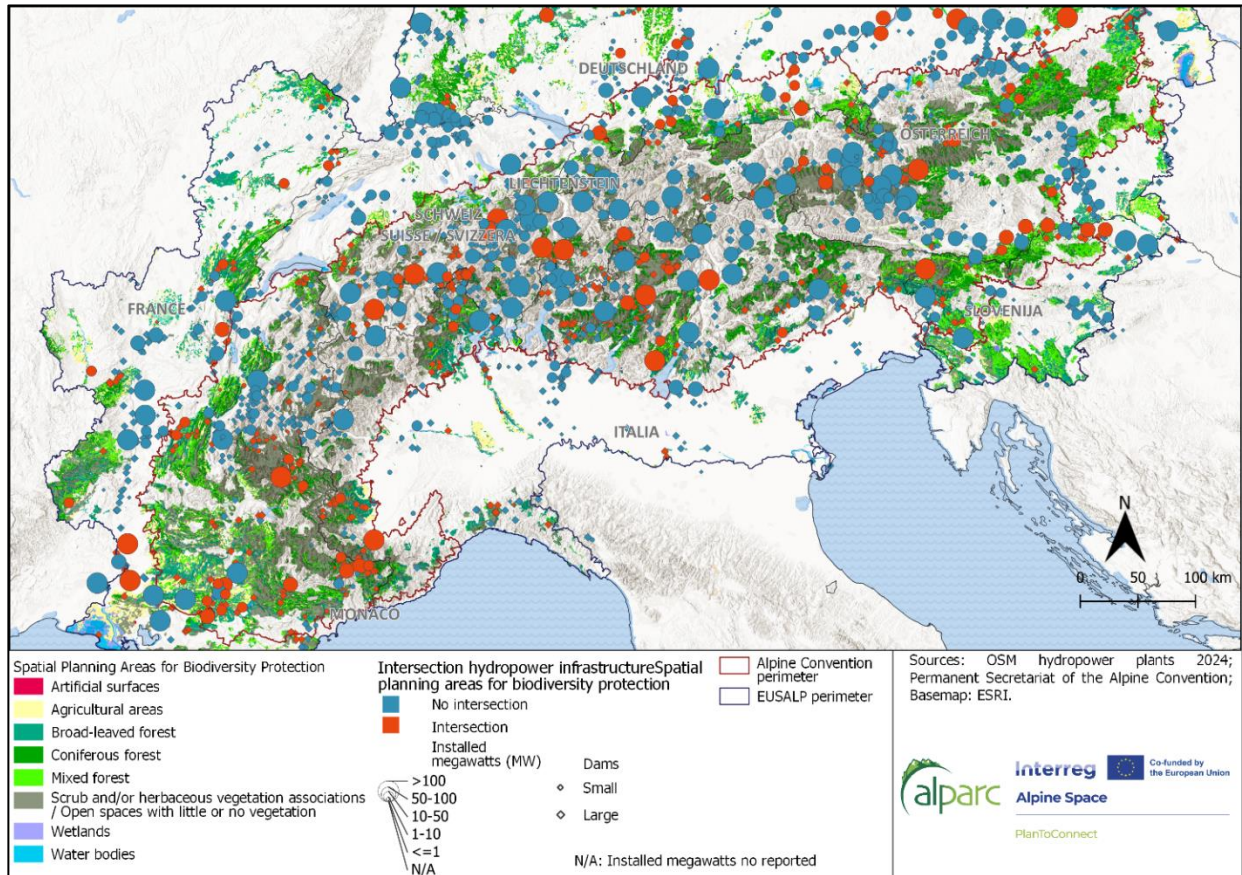 DEUTSCHLAND
ÖSTERREICH
LIECHTENSTEIN
SCHWEIZ
SUISSE / SVIZZERA
FRANCE
SLOVENIJA
ITALIA
MONACO
N
0 50 100 km
Spatial Planning Areas for Biodiversity Protection
Artificial surfaces
Agricultural areas
Broad-leaved forest
Coniferous forest
Mixed forest
Scrub and/or herbaceous vegetation associations
/ Open spaces with little or no vegetation
Wetlands
Water bodies
Intersection hydropower infrastructureSpatial
planning areas for biodiversity protection
No intersection
Intersection
Installed
megawatts (MW)
>100
50-100
10-50
1-10
<=1
N/A
Dams
Small
Large
N/A: Installed megawatts no reported
Alpine Convention
perimeter
EUSALP perimeter
Sources: OSM hydropower plants 2024;
Permanent Secretariat of the Alpine Convention;
Basemap: ESRI.
alparc
Interreg
Co-funded by
the European Union
Alpine Space
PlanToConnect